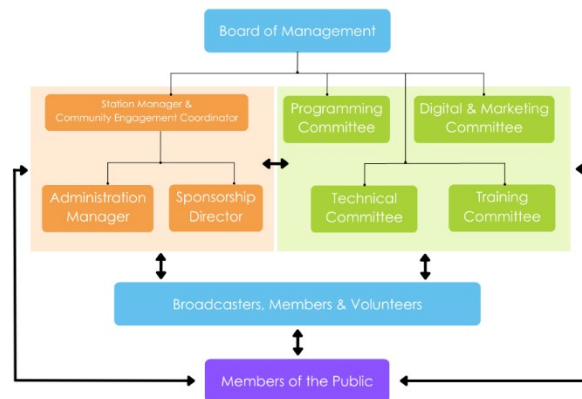 Board of Management
Station Manager &
Community Engagement Coordinator
Programming
Committee
Digital & Marketing
Committee
Administration
Manager
Sponsorship
Director
Technical
Committee
Training
Committee
Broadcasters, Members & Volunteers
Members of the Public